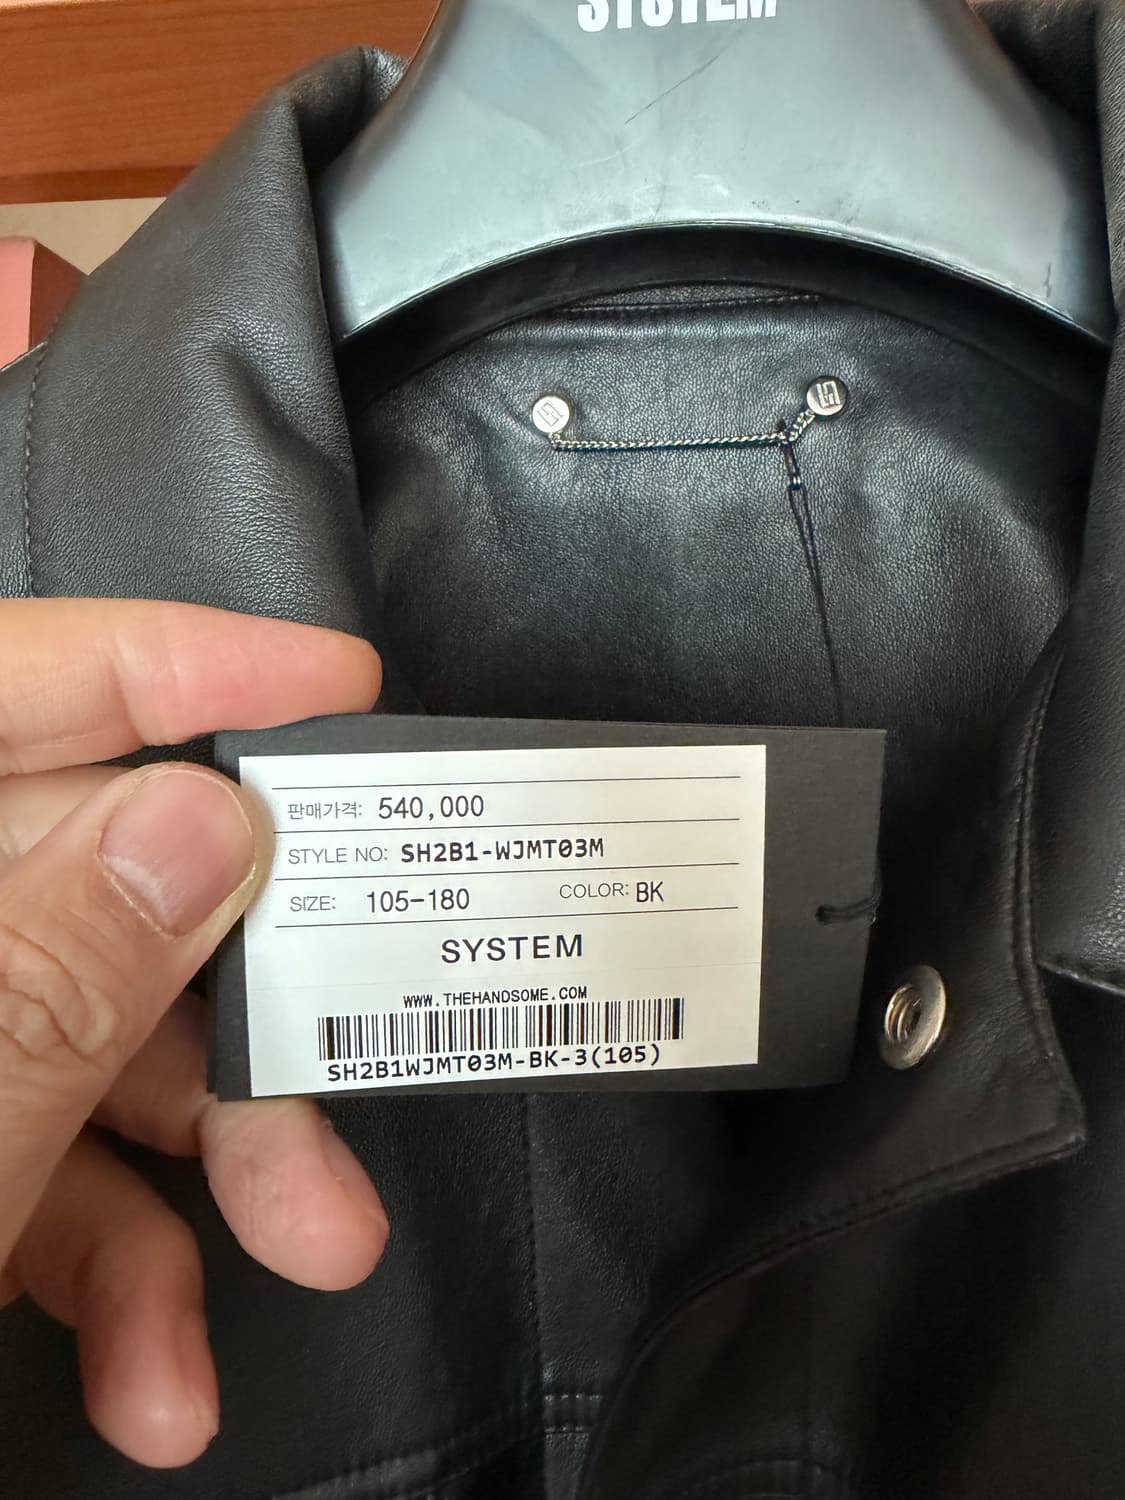 SYSTEM
판매가격: 540,000
STYLE NO: SH2B1-WJMT03M
SIZE: 105-180 COLOR: BK
SYSTEM
WWW.THEHANDSOME.COM
SH2B1WJMT03M-BK-3(105)